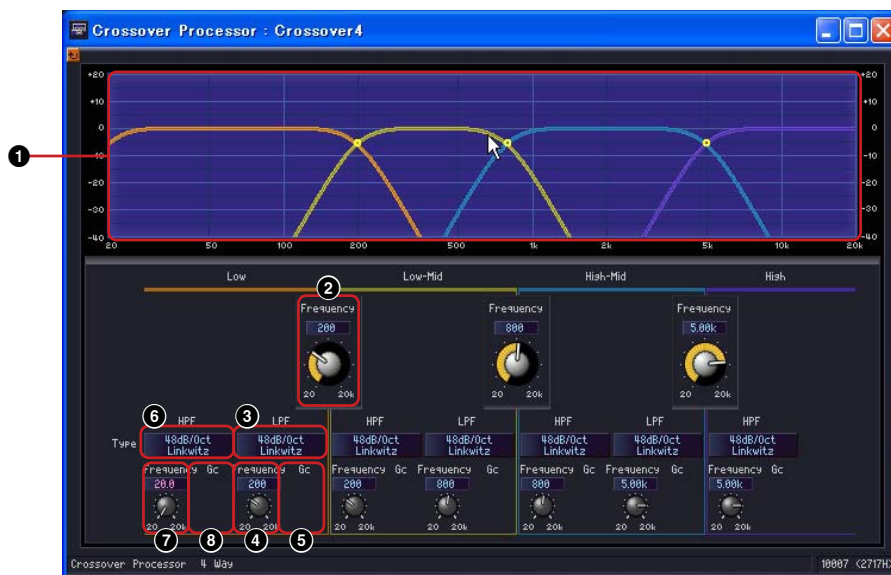 Crossover Processor : Crossover4
+20 +20
+10 +10
0 0
1 -10 -10
-20 -20
-30 -30
-40 -40
20 50 100 200 500 1k 2k 5k 10k 20k
Low Low-Mid High-Mid High
2
Frequency Frequency Frequency
200 800 5.00k
20 20k 20 20k 20 20k
6 3
HPF LPF HPF LPF HPF LPF HPF
Type 48dB/Oct 48dB/Oct 48dB/Oct 48dB/Oct 48dB/Oct 48dB/Oct 48dB/Oct
Linkwitz Linkwitz Linkwitz Linkwitz Linkwitz Linkwitz Linkwitz
Frequency Gc Frequency Gc Frequency Gc Frequency Gc Frequency Gc Frequency Gc Frequency Gc
20.0 200 200 800 800 5.00k 5.00k
20 20k 20 20k 20 20k 20 20k 20 20k 20 20k 20 20k
7 8 4 5
Crossover Processor 4 Way 10007 (2717H)